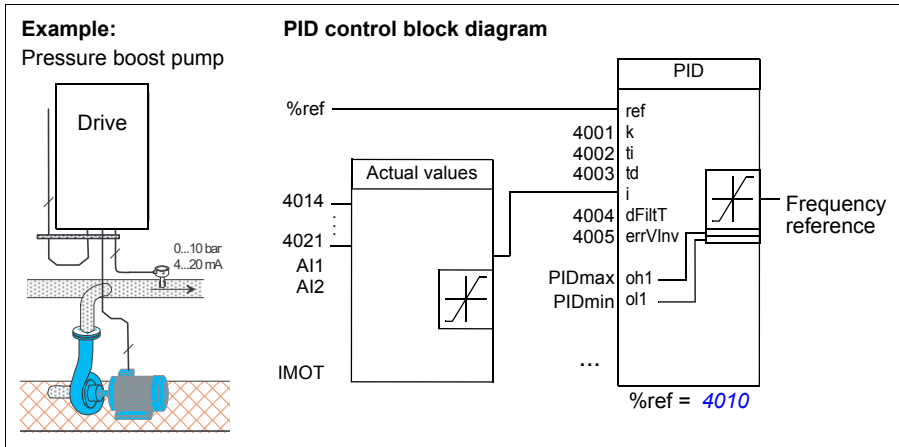 Example:
Pressure boost pump
Drive
0...10 bar
4...20 mA
PID control block diagram
PID
%ref
ref
4001 k
4002 ti
4003 td
i
4004 dFiltT
4005 errVInv
PIDmax oh1
PIDmin ol1
Actual values
4014
4021
AI1
AI2
IMOT
...
Frequency
reference
%ref = 4010